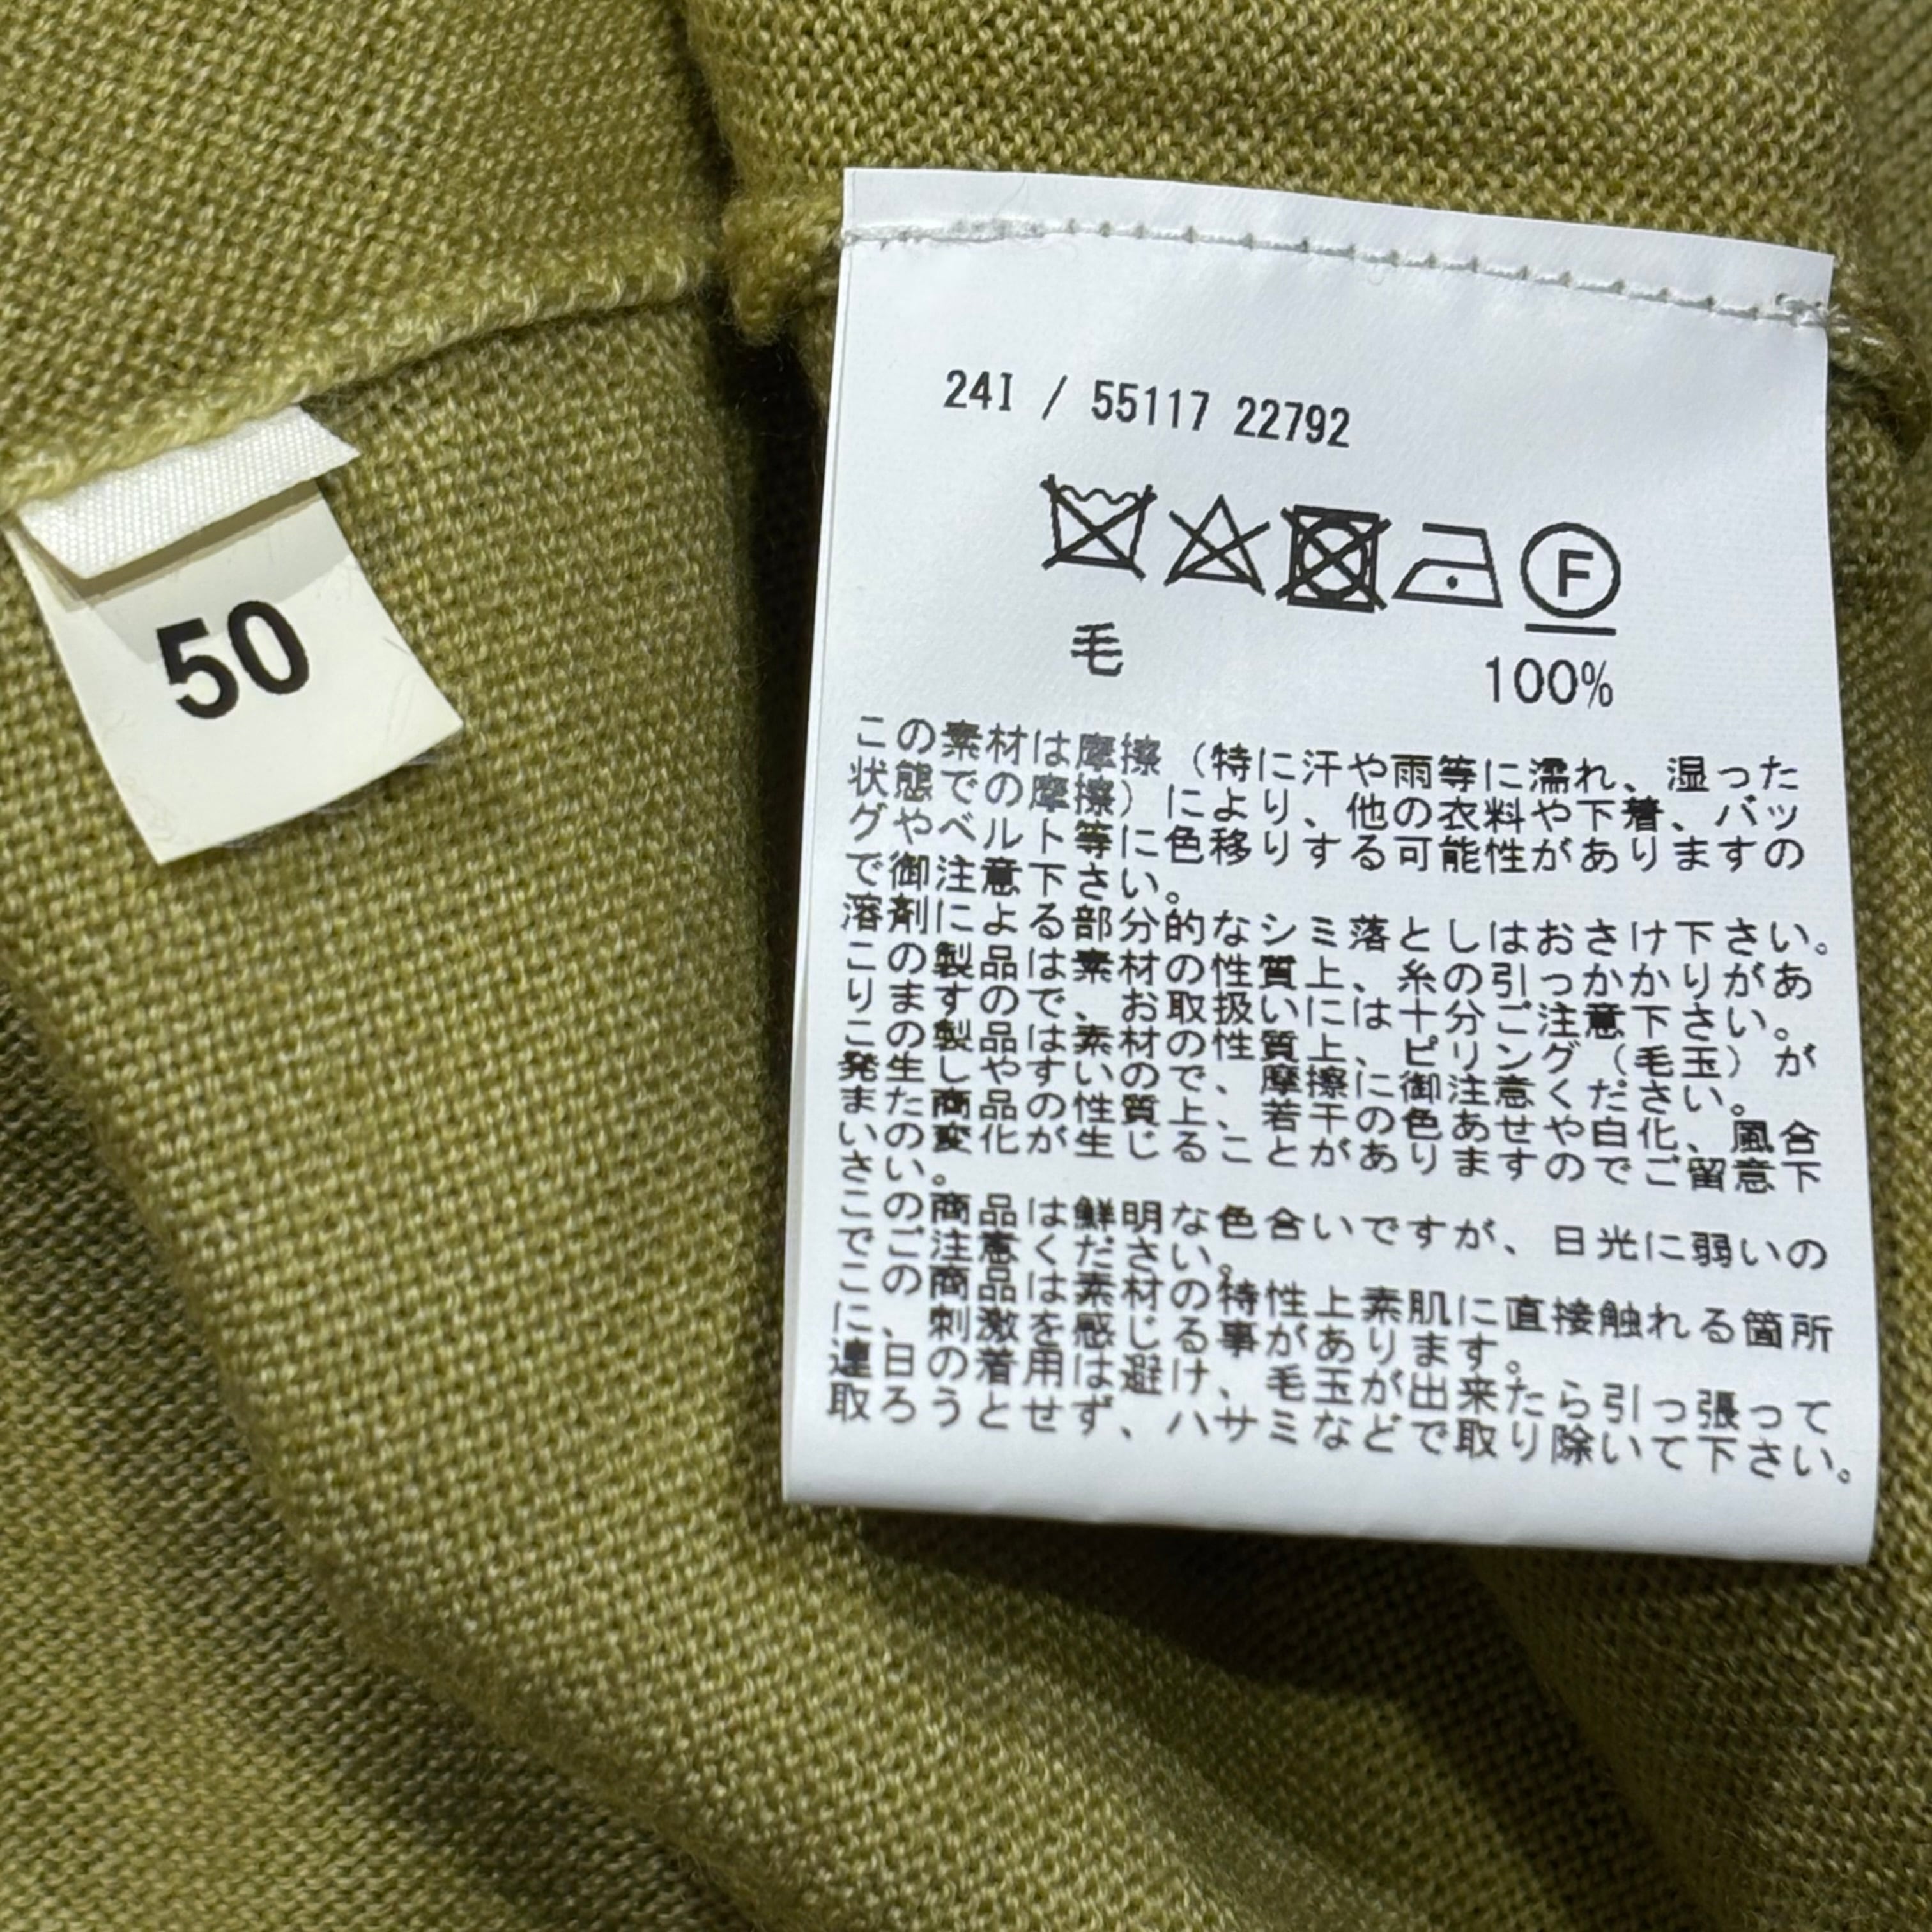 50
24I / 55117 22792
F
毛 100%
この素材は摩擦（特に汗や雨等に濡れ、湿った
状態での摩擦）により、他の衣料や下着、バッ
グやベルト等に色移りする可能性がありますの
で御注意下さい。
溶剤による部分的なシミ落としはおさけ下さい。
この製品は素材の性質上、糸の引っかかりがあ
りますので、お取扱いには十分ご注意下さい。
この製品は素材の性質上、ピリング（毛玉）が
発生しやすいので、摩擦に御注意ください。
また商品の性質上、若干の色あせや白化、風合
いの変化が生じることがありますのでご留意下
さい。
この商品は鮮明な色合いですが、日光に弱いの
でご注意ください。
この商品は素材の特性上素肌に直接触れる箇所
に、刺激を感じる事があります。
連日の着用は避け、毛玉が出来たら引っ張って
取ろうとせず、ハサミなどで取り除いて下さい。